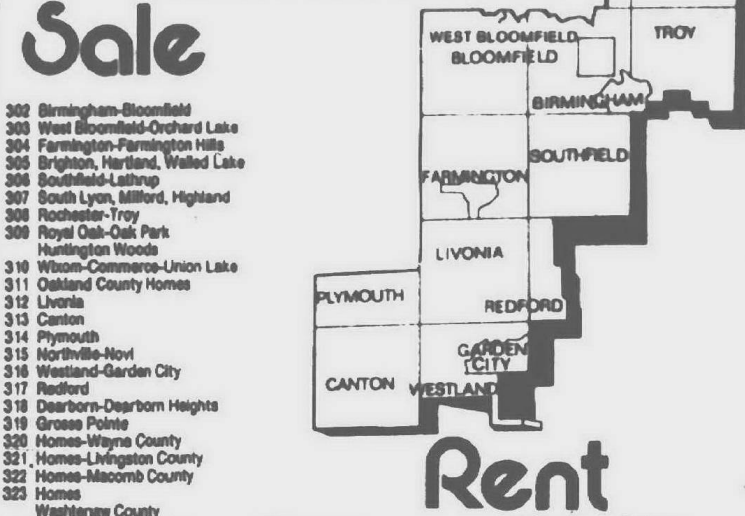 Sale
302 Birmingham-Bloomfield
303 West Bloomfield-Orchard Lake
304 Farmington-Farmington Hills
305 Brighton, Hartland, Walled Lake
306 Southfield-Lathrup
307 South Lyon, Milford, Highland
308 Rochester-Troy
309 Royal Oak-Oak Park
Huntington Woods
310 Wixom-Commerce-Union Lake
311 Oakland County Homes
312 Livonia
313 Canton
314 Plymouth
315 Northville-Novi
316 Westland-Garden City
317 Redford
318 Dearborn-Dearborn Heights
319 Grosse Pointe
320 Homes-Wayne County
321 Homes-Livingston County
322 Homes-Macomb County
323 Homes
Washtenaw County
WEST BLOOMFIELD
BLOOMFIELD
TROY
BIRMINGHAM
SOUTHFIELD
FARMINGTON
LIVONIA
PLYMOUTH
REDFORD
GARDEN
CITY
CANTON
WESTLAND
Rent